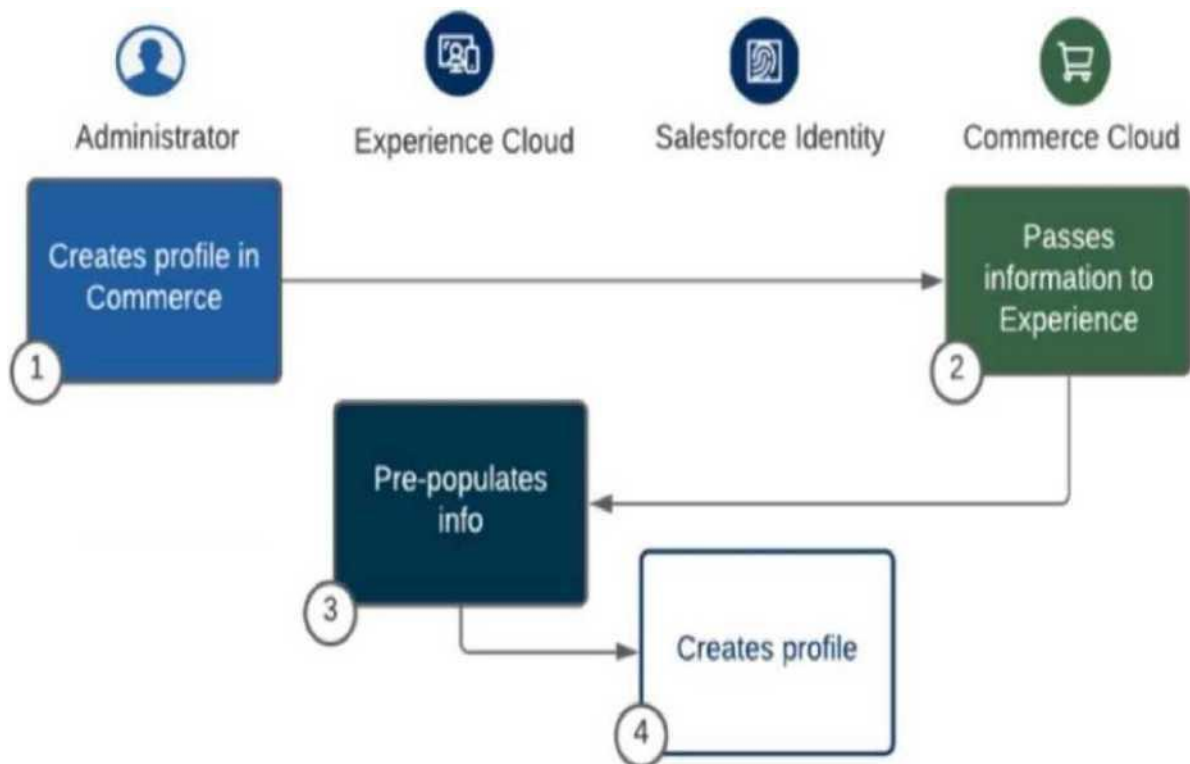 Administrator
Experience Cloud
Salesforce Identity
Commerce Cloud
Creates profile in
Commerce
1
Passes
information to
Experience
2
Pre-populates
info
3
Creates profile
4